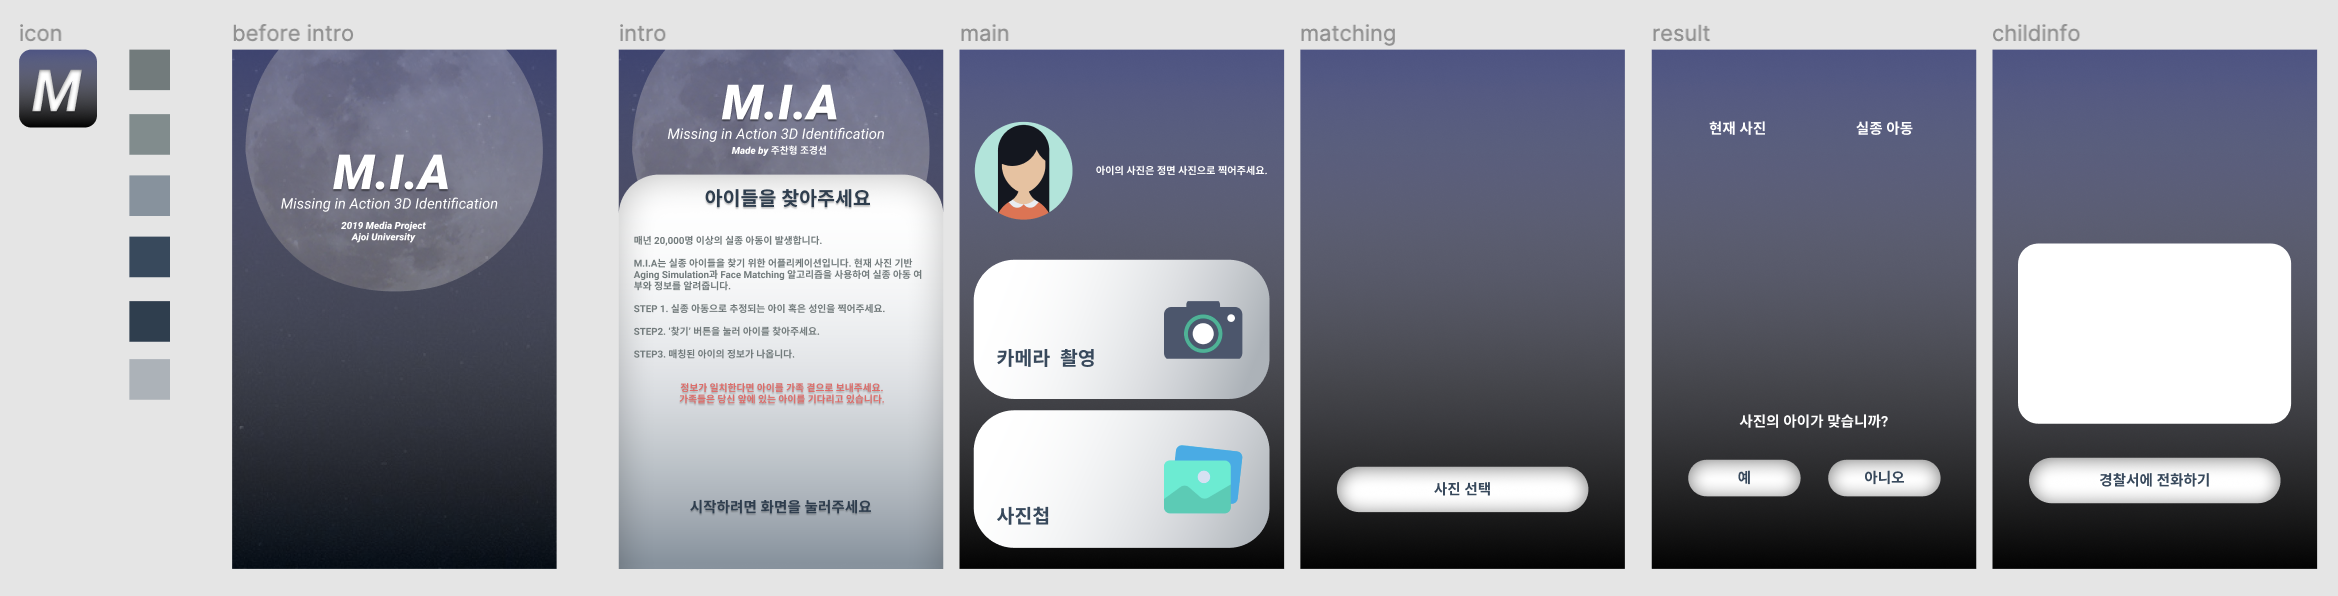 icon
M
before intro
M.I.A
Missing in Action 3D Identification
2019 Media Project
Ajoi University
intro
M.I.A
Missing in Action 3D Identification
Made by 주찬형 조경선
아이들을 찾아주세요
매년 20,000명 이상의 실종 아동이 발생합니다.
M.I.A는 실종 아이들을 찾기 위한 어플리케이션입니다. 현재 사진 기반
Aging Simulation과 Face Matching 알고리즘을 사용하여 실종 아동 여
부와 정보를 알려줍니다.
STEP 1. 실종 아동으로 추정되는 아이 혹은 성인을 찍어주세요.
STEP2. '찾기' 버튼을 눌러 아이를 찾아주세요.
STEP3. 매칭된 아이의 정보가 나옵니다.
정보가 일치한다면 아이를 가족 곁으로 보내주세요.
가족들은 당신 앞에 있는 아이를 기다리고 있습니다.
시작하려면 화면을 눌러주세요
main
아이의 사진은 정면 사진으로 찍어주세요.
카메라 촬영
사진첩
matching
사진 선택
result
현재 사진
실종 아동
사진의 아이가 맞습니까?
예
아니오
childinfo
경찰서에 전화하기